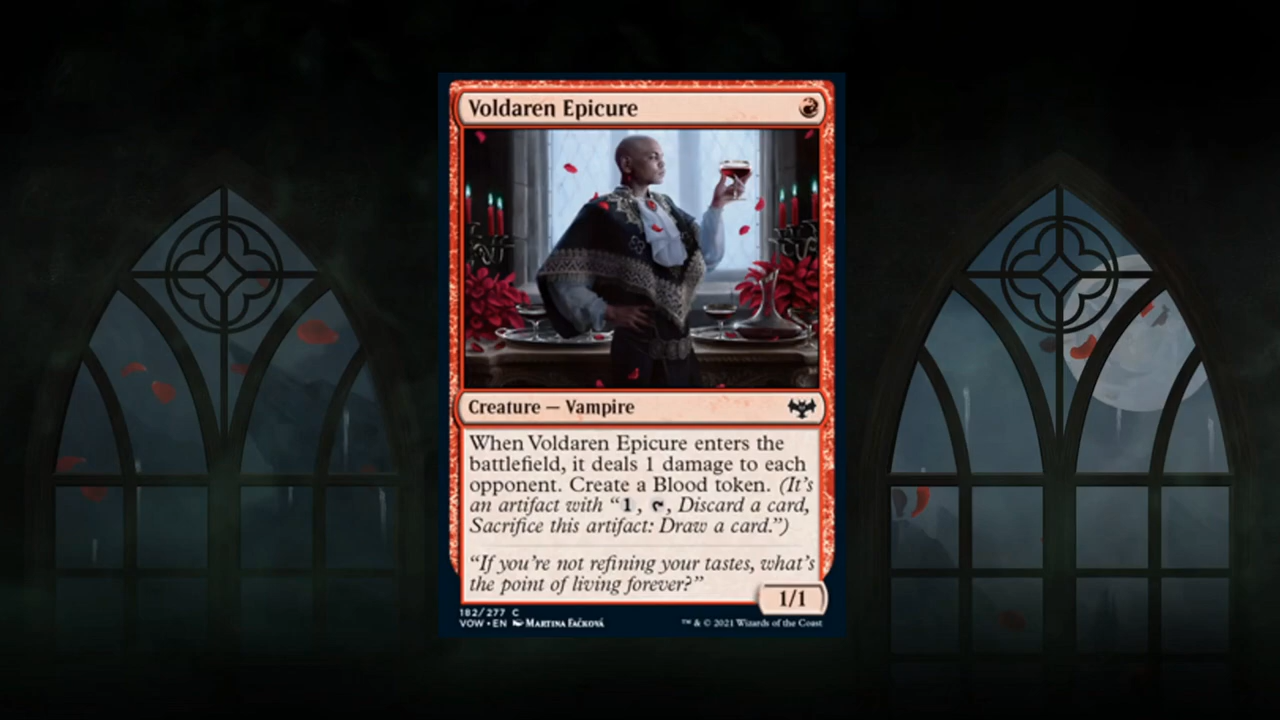 Voldaren Epicure
Creature — Vampire
When Voldaren Epicure enters the
battlefield, it deals 1 damage to each
opponent. Create a Blood token. (It's
an artifact with “1, , Discard a card,
Sacrifice this artifact: Draw a card.”)
“If you're not refining your tastes, what's
the point of living forever?”
1/1
182/277 C
VOW • EN MARTINA FAČKOVÁ
™ & © 2021 Wizards of the Coast